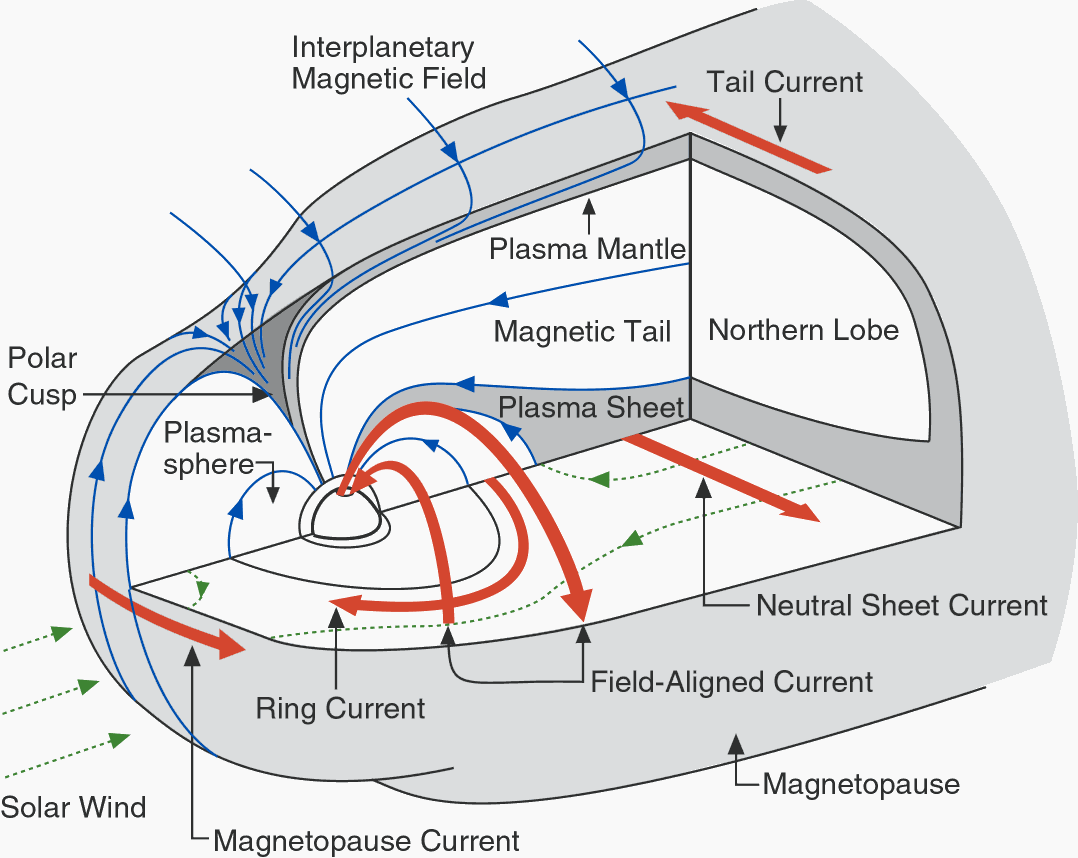 Interplanetary
Magnetic Field
Tail Current
Plasma Mantle
Magnetic Tail
Northern Lobe
Polar
Cusp
Plasma Sheet
Plasma-
sphere
Neutral Sheet Current
Field-Aligned Current
Ring Current
Magnetopause
Solar Wind
Magnetopause Current